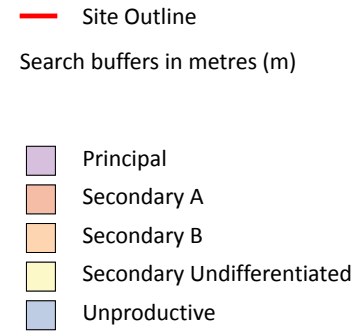 Site Outline
Search buffers in metres (m)
Principal
Secondary A
Secondary B
Secondary Undifferentiated
Unproductive